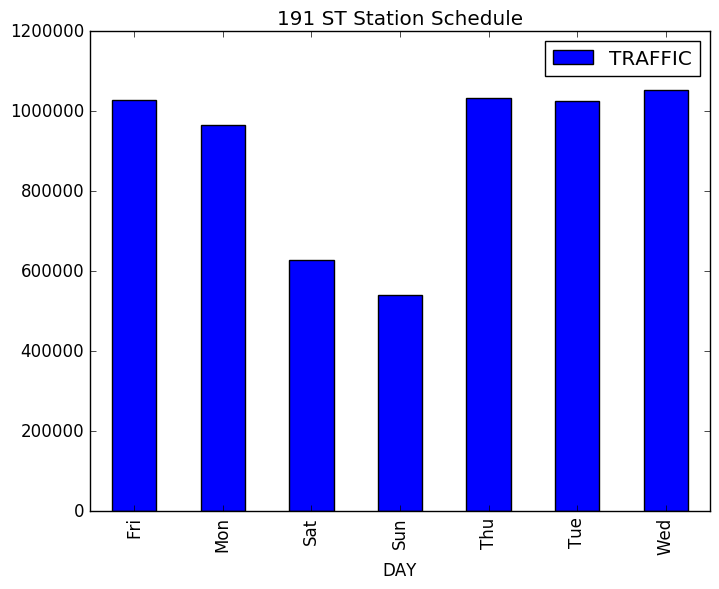 191 ST Station Schedule
TRAFFIC
1200000
1000000
800000
600000
400000
200000
0
Fri
Mon
Sat
Sun
Thu
Tue
Wed
DAY